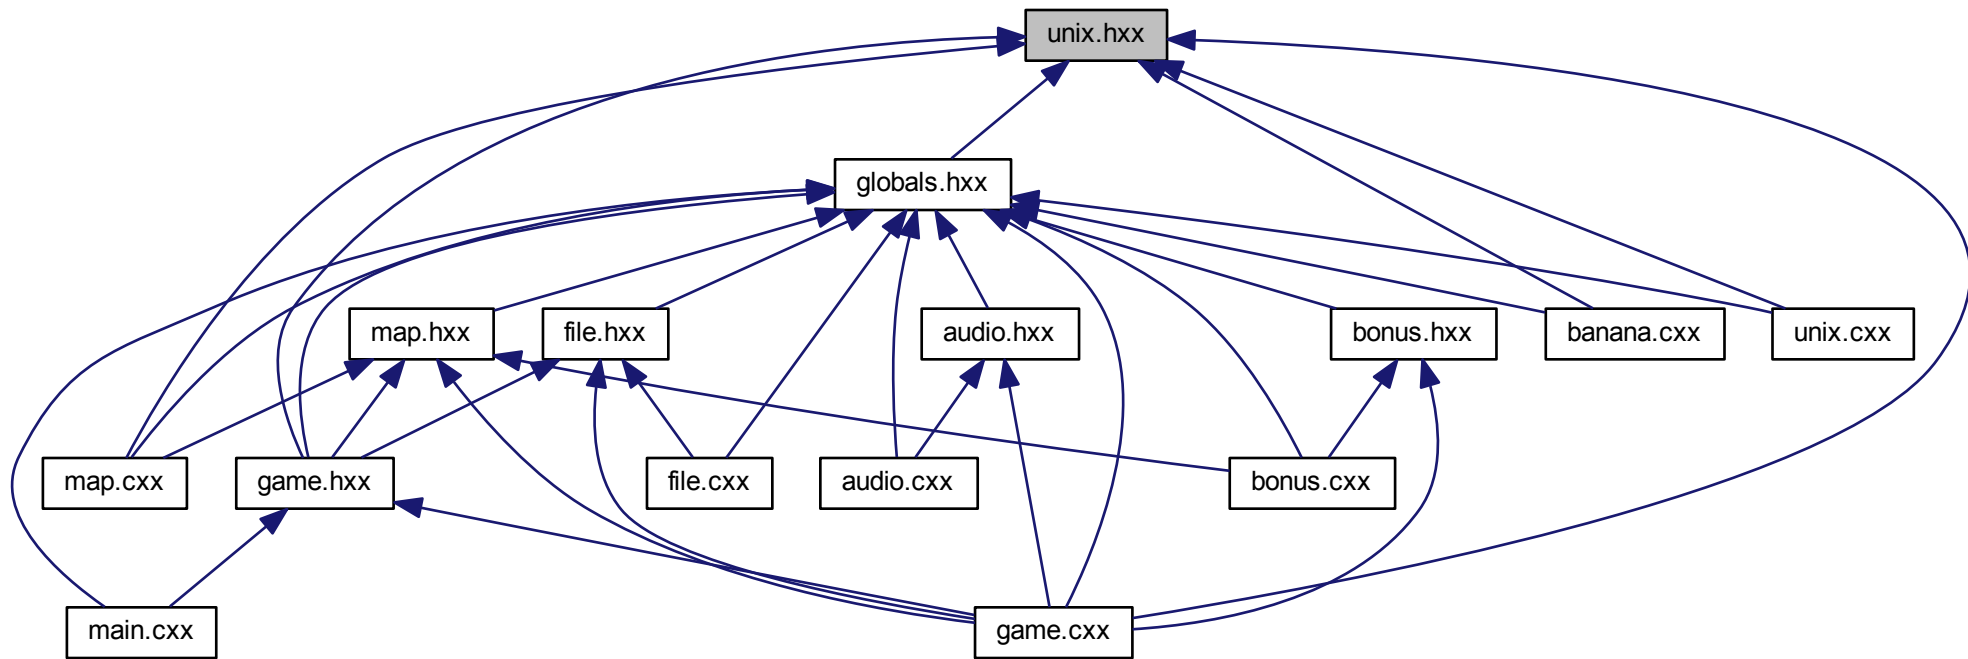 unix.hxx
globals.hxx
map.hxx
file.hxx
audio.hxx
bonus.hxx
banana.cxx
unix.cxx
map.cxx
game.hxx
file.cxx
audio.cxx
bonus.cxx
main.cxx
game.cxx